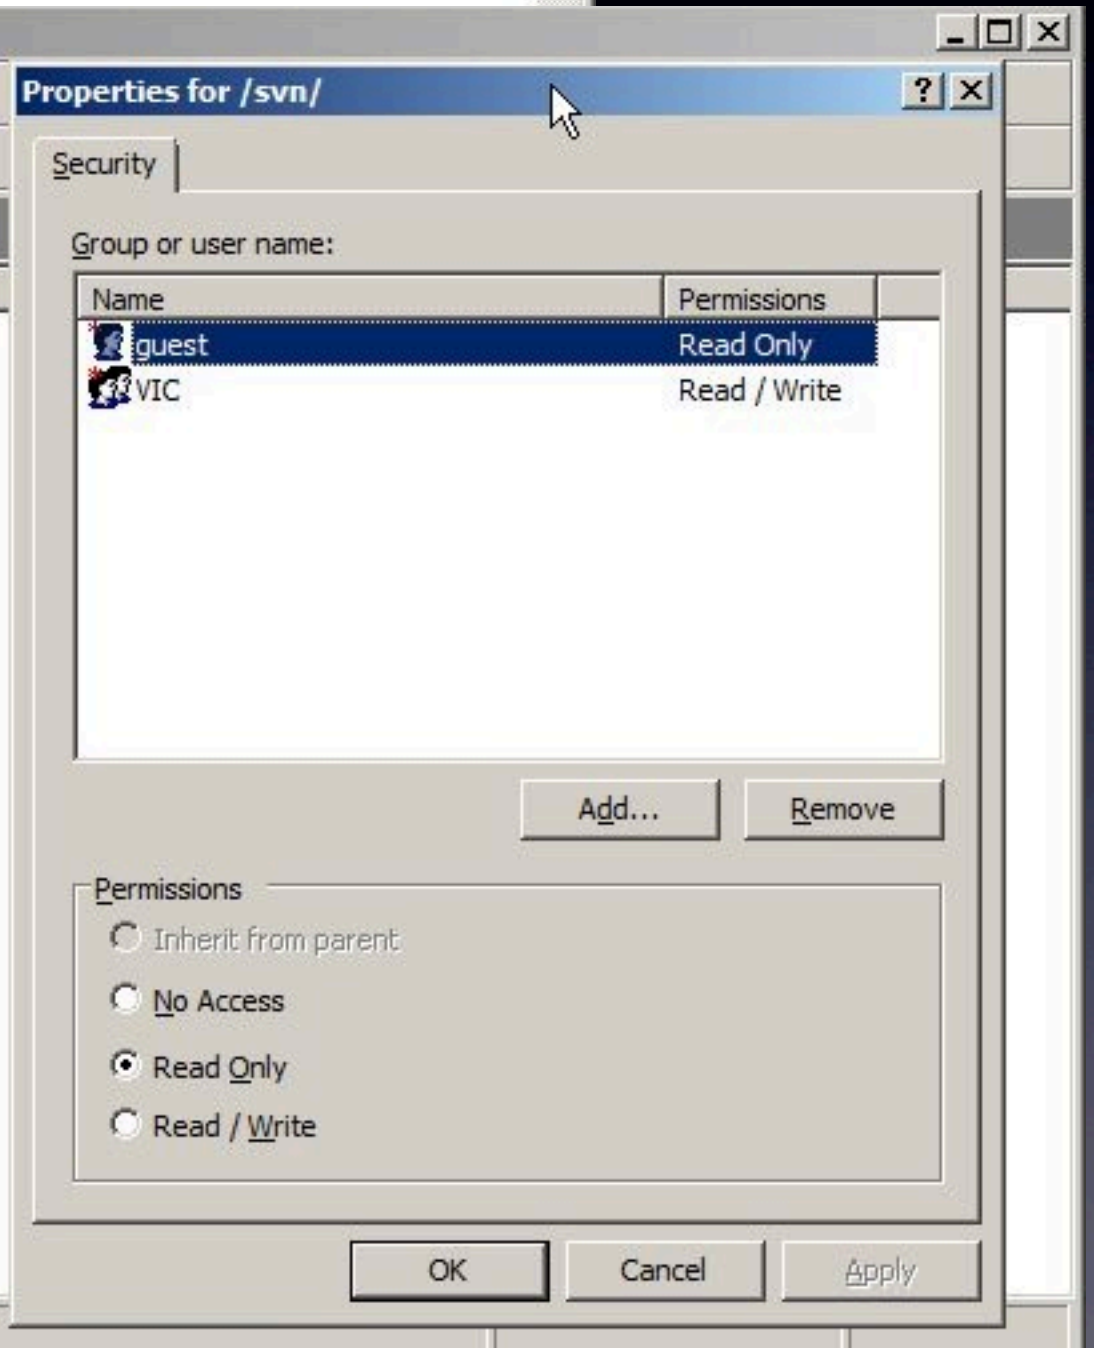 Properties for /svn/
Security
Group or user name:
Name Permissions
guest Read Only
VIC Read / Write
Add... Remove
Permissions
Inherit from parent
No Access
Read Only
Read / Write
OK Cancel Apply